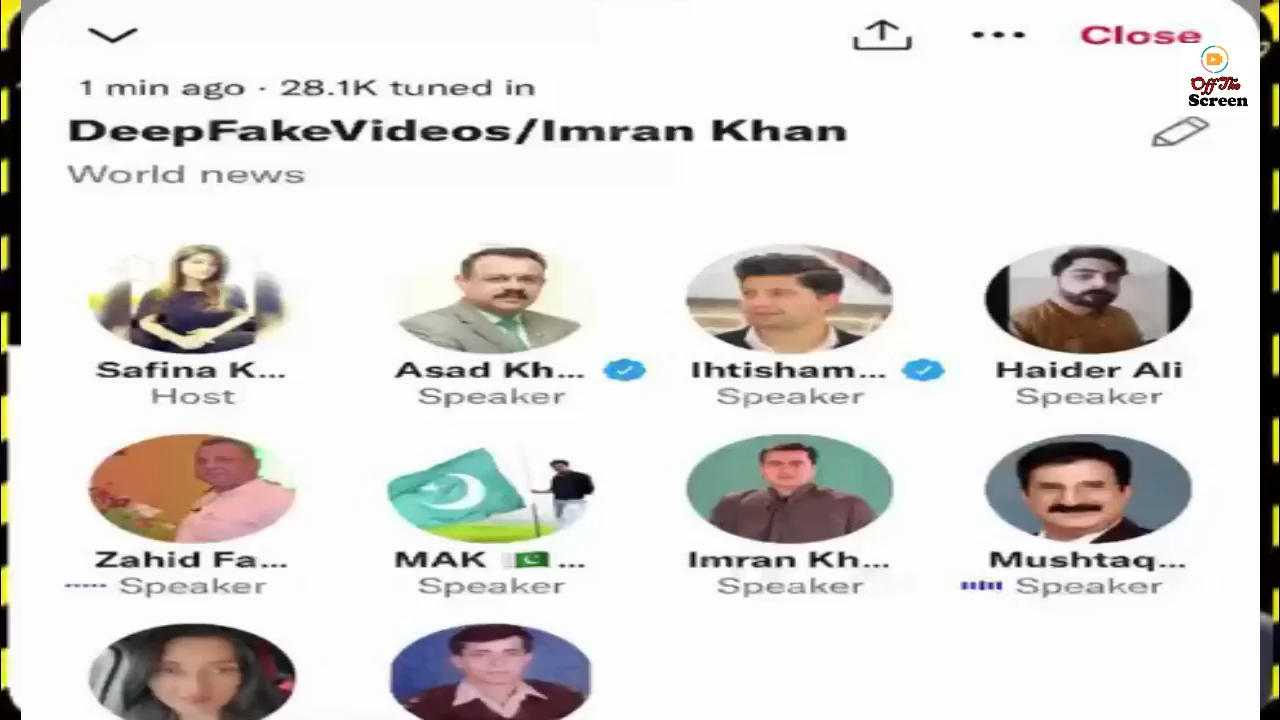 Close
Off The
Screen
1 min ago · 28.1K tuned in
DeepFakeVideos/Imran Khan
World news
Safina K...
Asad Kh...
Ihtisham...
Haider Ali
Host
Speaker
Speaker
Speaker
Zahid Fa...
MAK 🇵🇰 ...
Imran Kh...
Mushtaq...
Speaker
Speaker
Speaker
Speaker